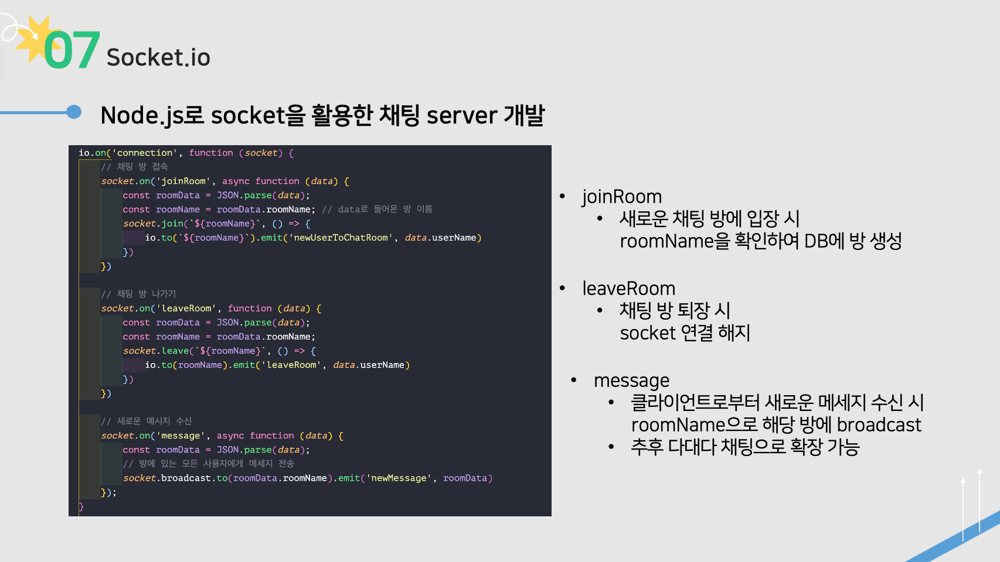 07 Socket.io
Node.js로 socket을 활용한 채팅 server 개발
io.on('connection', function (socket) {
// 채팅 방 접속
socket.on('joinRoom', async function (data) {
const roomData = JSON.parse(data);
const roomName = roomData.roomName; // data로 들어온 방 이름
socket.join(`${roomName}`, () => {
io.to(`${roomName}`).emit('newUserToChatRoom', data.userName)
})
})
// 채팅 방 나가기
socket.on('leaveRoom', function (data) {
const roomData = JSON.parse(data);
const roomName = roomData.roomName;
socket.leave(`${roomName}`, () => {
io.to(roomName).emit('leaveRoom', data.userName)
})
})
// 새로운 메시지 수신
socket.on('message', async function (data) {
const roomData = JSON.parse(data);
// 방에 있는 모든 사용자에게 메세지 전송
socket.broadcast.to(roomData.roomName).emit('newMessage', roomData)
});
}
• joinRoom
• 새로운 채팅 방에 입장 시
roomName을 확인하여 DB에 방 생성
• leaveRoom
• 채팅 방 퇴장 시
socket 연결 해지
• message
• 클라이언트로부터 새로운 메세지 수신 시
roomName으로 해당 방에 broadcast
• 추후 다대다 채팅으로 확장 가능